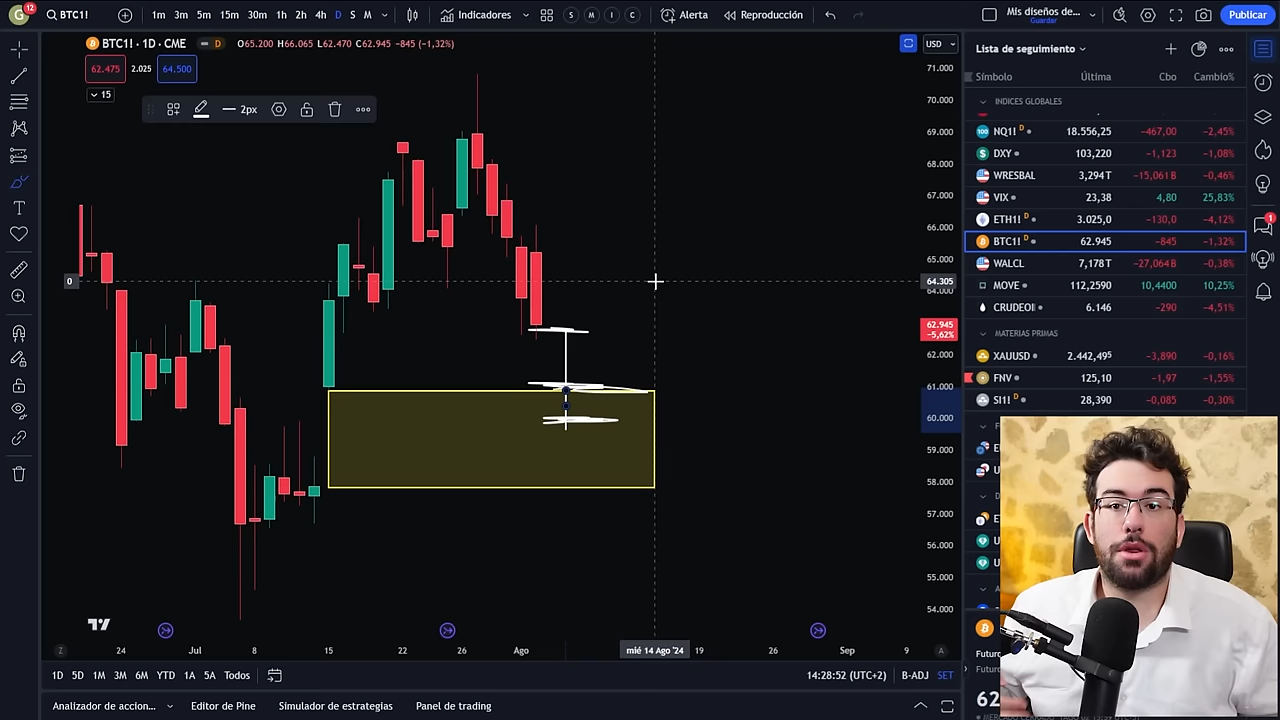 G 12 BTC1! 1m 3m 5m 15m 30m 1h 2h 4h D S M Indicadores S M I C Alerta Reproducción Mis diseños de... Guardar Publicar
BTC1! · 1D · CME D O65.200 H66.065 L62.470 C62.945 −845 (−1,32%)
USD
62.475 2.025 64.500
15
2px
71.000
70.000
69.000
68.000
67.000
66.000
65.000
0 64.305
64.000
62.945
−5,62%
62.000
61.000
60.000
59.000
58.000
57.000
56.000
55.000
54.000
24 Jul 8 15 22 26 Ago mié 14 Ago '24 19 26 Sep 9
Z A
1D 5D 1M 3M 6M YTD 1A 5A Todos 14:28:52 (UTC+2) B-ADJ SET
Analizador de accion... Editor de Pine Simulador de estrategias Panel de trading
Lista de seguimiento
Símbolo Última Cbo Cambio%
INDICES GLOBALES
NQ1! D 18.556,25 −467,00 −2,45%
DXY 103,220 −1,123 −1,08%
WRESBAL 3,294 T −15,061 B −0,46%
VIX 23,38 4,80 25,83%
ETH1! D 3.025,0 −130,0 −4,12%
BTC1! D 62.945 −845 −1,32%
WALCL 7,178 T −27,064 B −0,38%
MOVE 112,2590 10,4400 10,25%
CRUDEOI 6.146 −290 −4,51%
MATERIAS PRIMAS
XAUUSD 2.442,495 −3,890 −0,16%
FNV 125,10 −1,97 −1,55%
SI1! D 28,390 −0,085 −0,30%
1